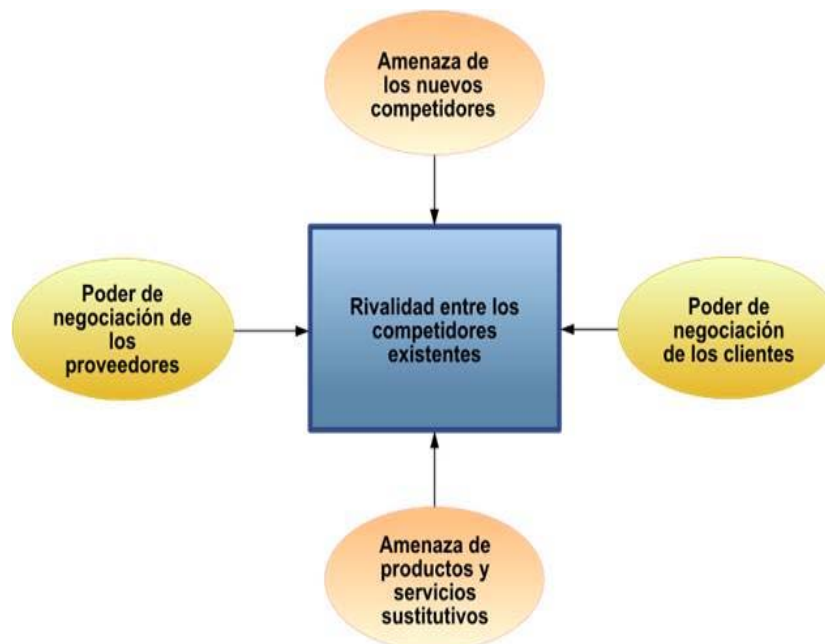 Amenaza de
los nuevos
competidores
Poder de
negociación de
los
proveedores
Rivalidad entre los
competidores
existentes
Poder de
negociación
de los clientes
Amenaza de
productos y
servicios
sustitutivos